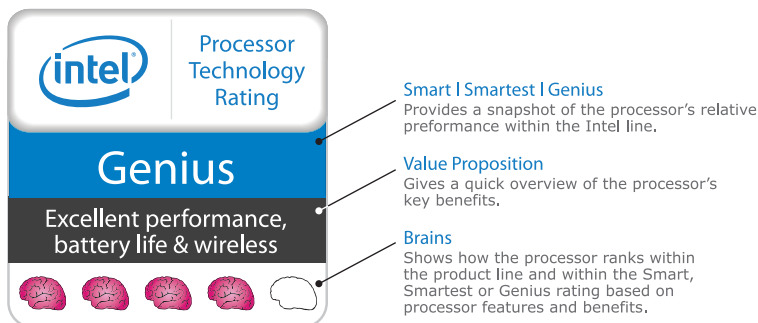 intel
Processor
Technology
Rating
Genius
Excellent performance,
battery life & wireless
Smart | Smartest | Genius
Provides a snapshot of the processor's relative
preformance within the Intel line.
Value Proposition
Gives a quick overview of the processor's
key benefits.
Brains
Shows how the processor ranks within
the product line and within the Smart,
Smartest or Genius rating based on
processor features and benefits.